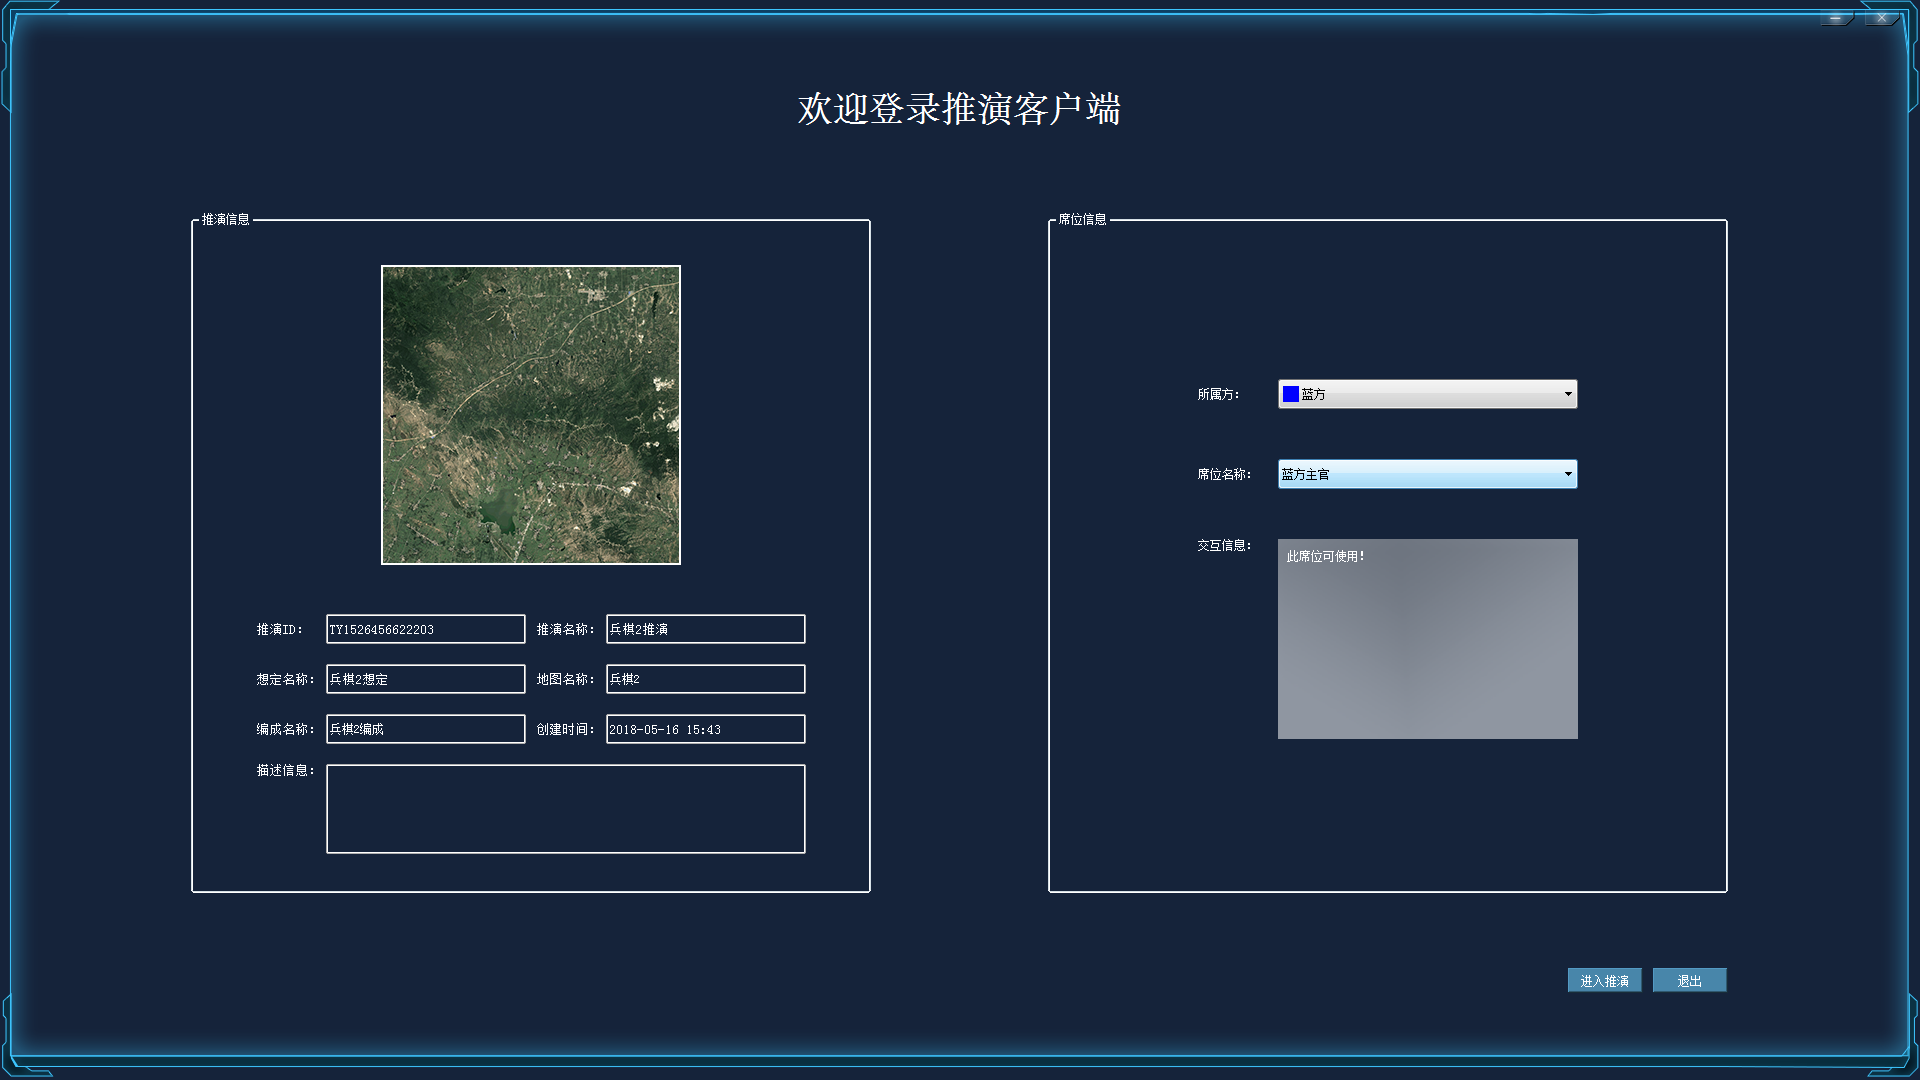 欢迎登录推演客户端
推演信息
推演ID： TY1526456622203 推演名称： 兵棋2推演
想定名称： 兵棋2想定 地图名称： 兵棋2
编成名称： 兵棋2编成 创建时间： 2018-05-16 15:43
描述信息：
席位信息
所属方： 蓝方
席位名称： 蓝方主官
交互信息： 此席位可使用!
进入推演 退出